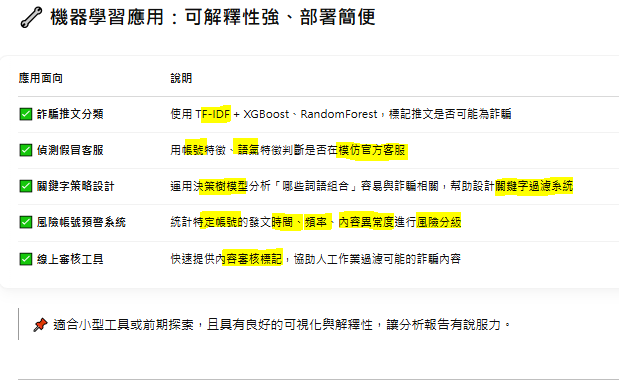 🔧 機器學習應用：可解釋性強、部署簡便
應用面向 說明
✅ 詐騙推文分類 使用 TF-IDF + XGBoost、RandomForest，標記推文是否可能為詐騙
✅ 偵測假冒客服 用帳號特徵、語氣特徵判斷是否在模仿官方客服
✅ 關鍵字策略設計 運用決策樹模型分析「哪些詞語組合」容易與詐騙相關，幫助設計關鍵字過濾系統
✅ 風險帳號預警系統 統計特定帳號的發文時間、頻率、內容異常度進行風險分級
✅ 線上審核工具 快速提供內容審核標記，協助人工作業過濾可能的詐騙內容
📌 適合小型工具或前期探索，且具有良好的可視化與解釋性，讓分析報告有說服力。